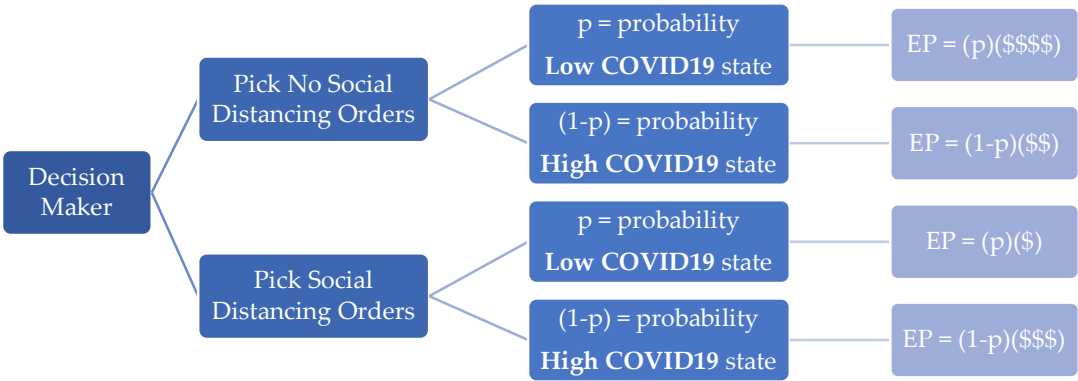 Decision
Maker
Pick No Social
Distancing Orders
p = probability
Low COVID19 state
EP = (p)($$$$)
(1-p) = probability
High COVID19 state
EP = (1-p)($$)
Pick Social
Distancing Orders
p = probability
Low COVID19 state
EP = (p)($)
(1-p) = probability
High COVID19 state
EP = (1-p)($$$)